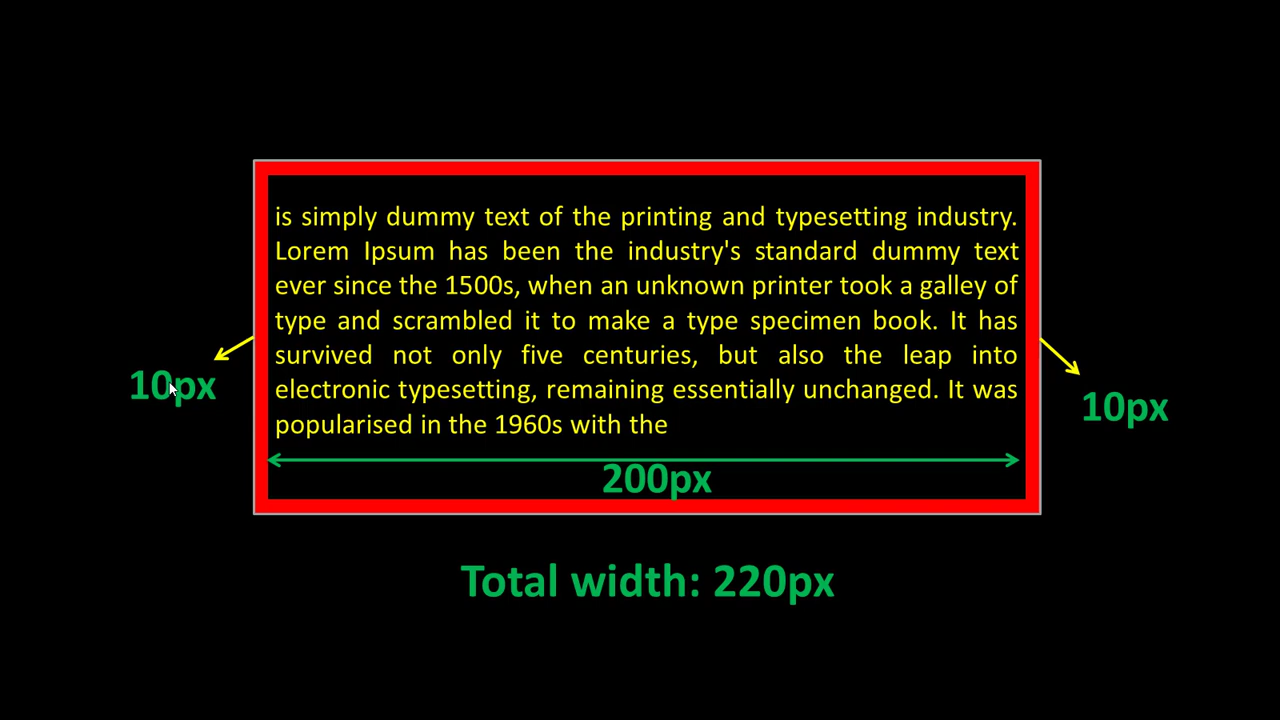 is simply dummy text of the printing and typesetting industry.
Lorem Ipsum has been the industry's standard dummy text
ever since the 1500s, when an unknown printer took a galley of
type and scrambled it to make a type specimen book. It has
survived not only five centuries, but also the leap into
electronic typesetting, remaining essentially unchanged. It was
popularised in the 1960s with the
10px
10px
200px
Total width: 220px